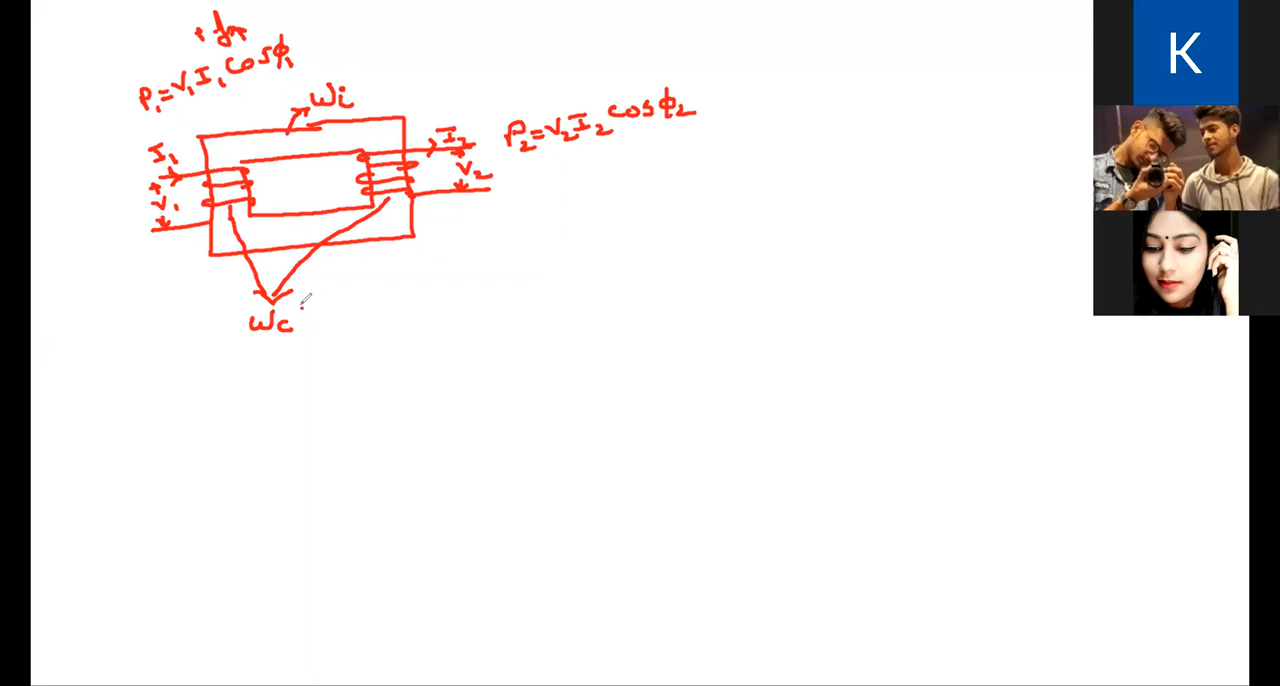 P₁=V₁I₁cosϕ₁
Wi
I₁
I₂
P₂=V₂I₂cosϕ₂
V₁
V₂
Wc
K